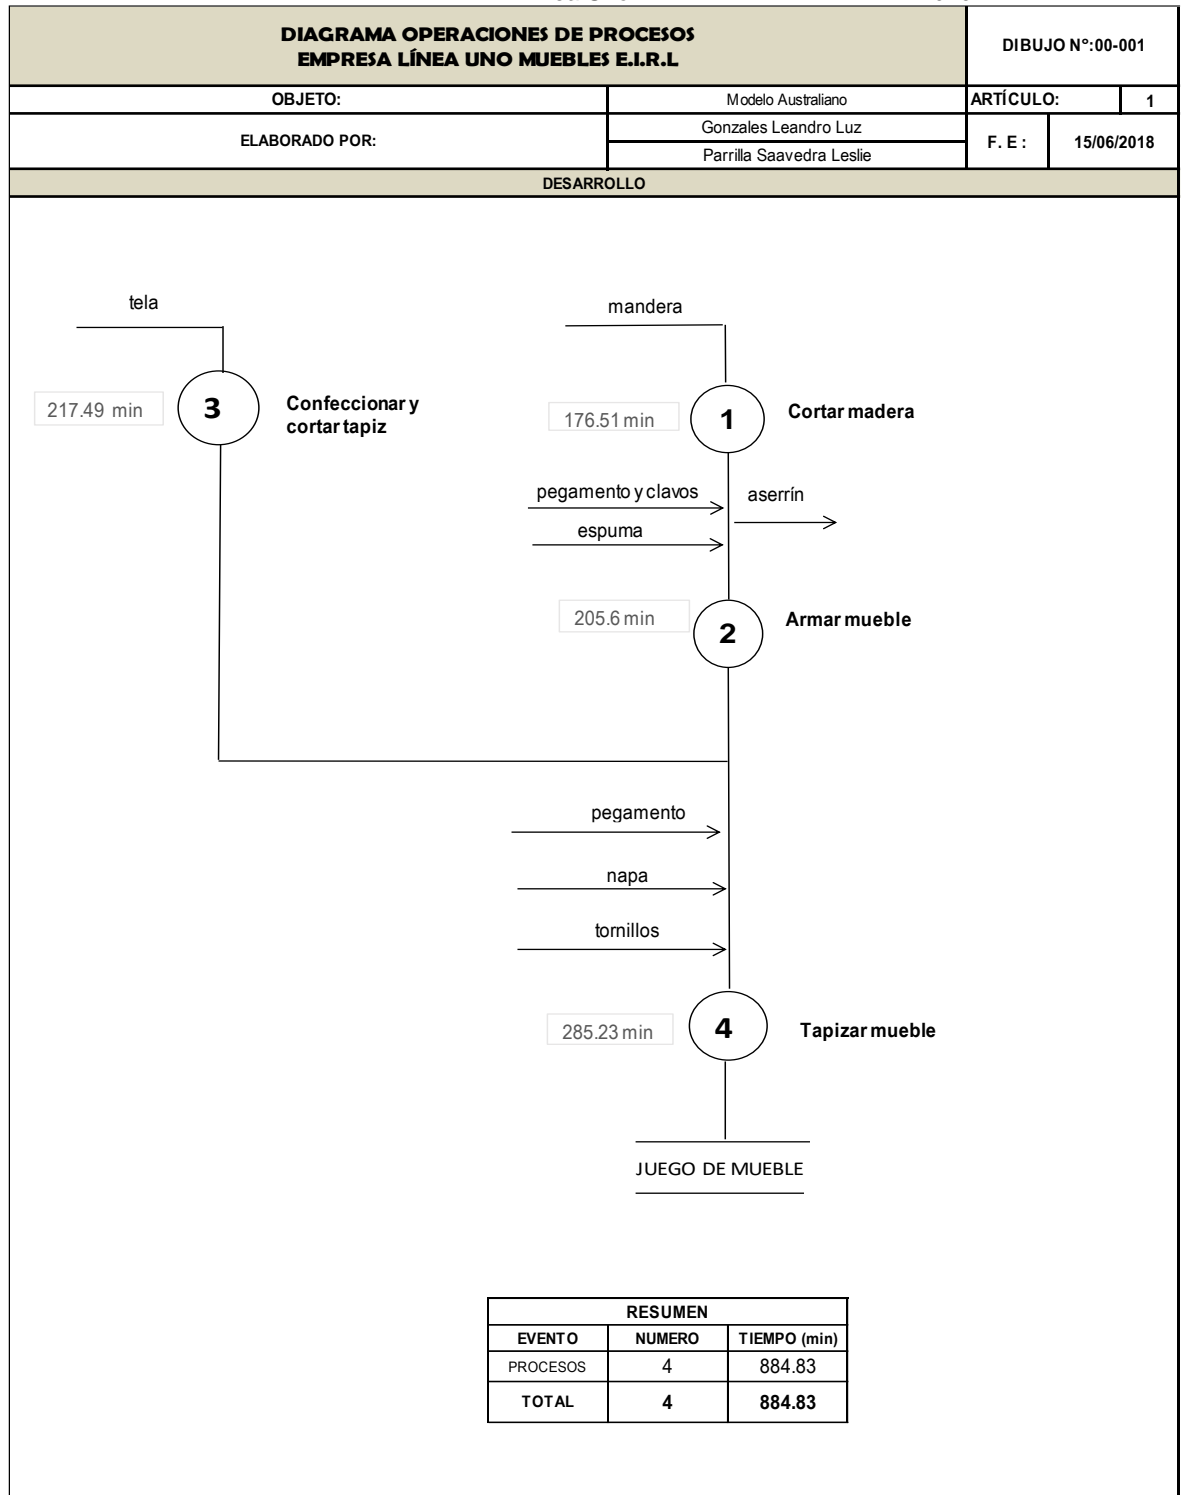 DIAGRAMA OPERACIONES DE PROCESOS
EMPRESA LÍNEA UNO MUEBLES E.I.R.L
DIBUJO N°:00-001
OBJETO:
Modelo Australiano
ARTÍCULO:
1
ELABORADO POR:
Gonzales Leandro Luz
Parrilla Saavedra Leslie
F. E :
15/06/2018
DESARROLLO
tela
mandera
217.49 min
3
Confeccionar y
cortar tapiz
176.51 min
1
Cortar madera
pegamento y clavos
aserrín
espuma
205.6 min
2
Armar mueble
pegamento
napa
tornillos
285.23 min
4
Tapizar mueble
JUEGO DE MUEBLE
RESUMEN
EVENTO NUMERO TIEMPO (min)
PROCESOS 4 884.83
TOTAL 4 884.83